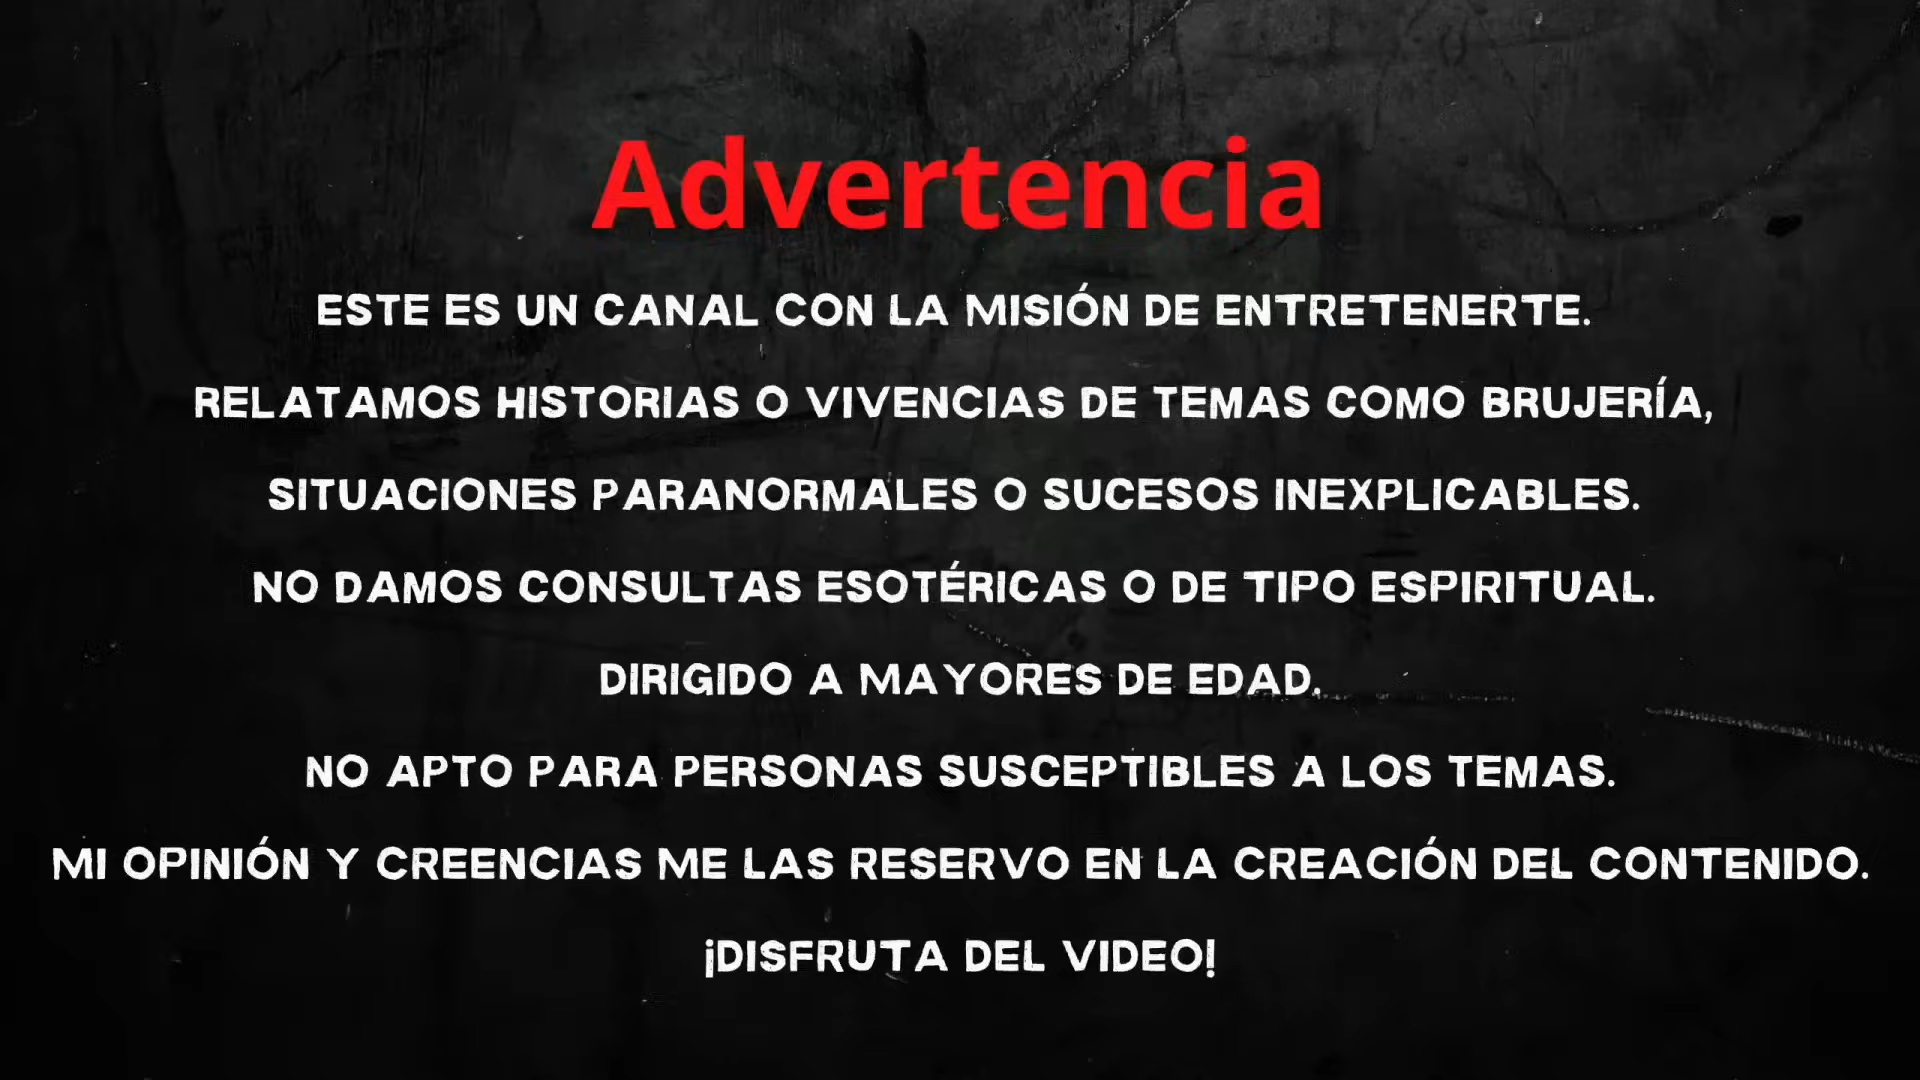 Advertencia
ESTE ES UN CANAL CON LA MISIÓN DE ENTRETENERTE.
RELATAMOS HISTORIAS O VIVENCIAS DE TEMAS COMO BRUJERÍA,
SITUACIONES PARANORMALES O SUCESOS INEXPLICABLES.
NO DAMOS CONSULTAS ESOTÉRICAS O DE TIPO ESPIRITUAL.
DIRIGIDO A MAYORES DE EDAD.
NO APTO PARA PERSONAS SUSCEPTIBLES A LOS TEMAS.
MI OPINIÓN Y CREENCIAS ME LAS RESERVO EN LA CREACIÓN DEL CONTENIDO.
¡DISFRUTA DEL VIDEO!